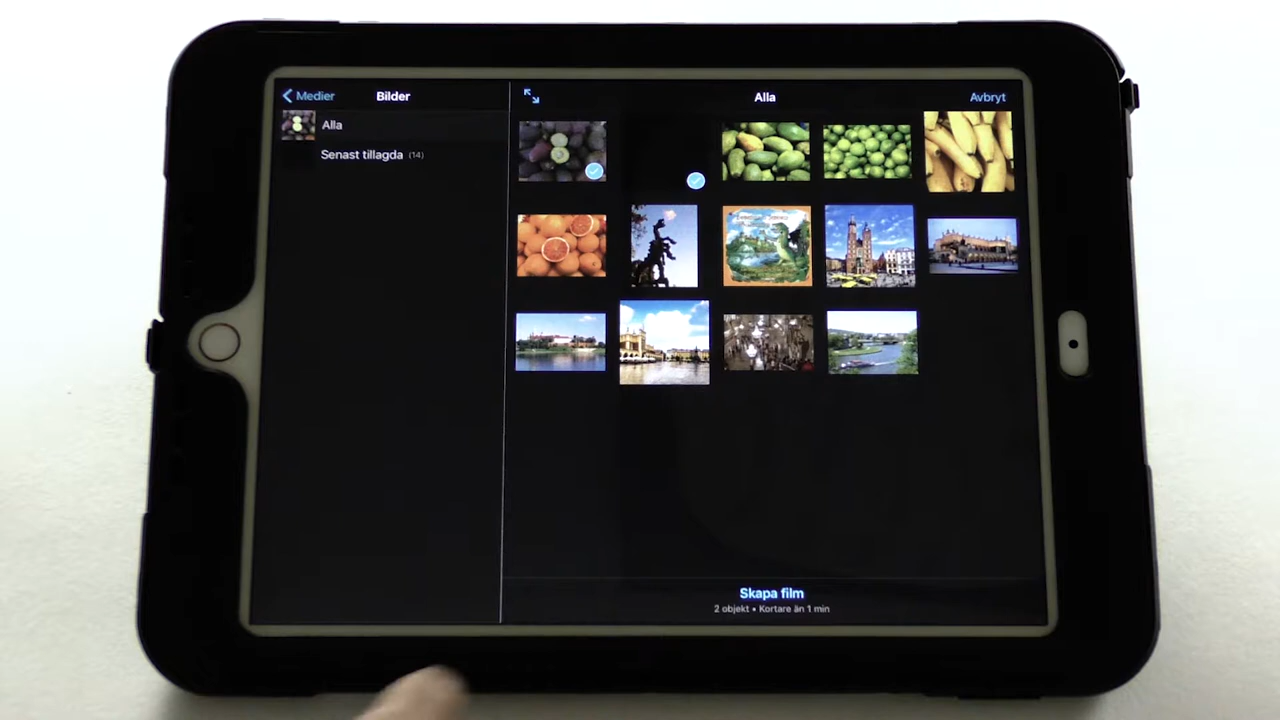 Medier
Bilder
Alla
Senast tillagda (14)
Alla
Avbryt
Skapa film
2 objekt • Kortare än 1 min